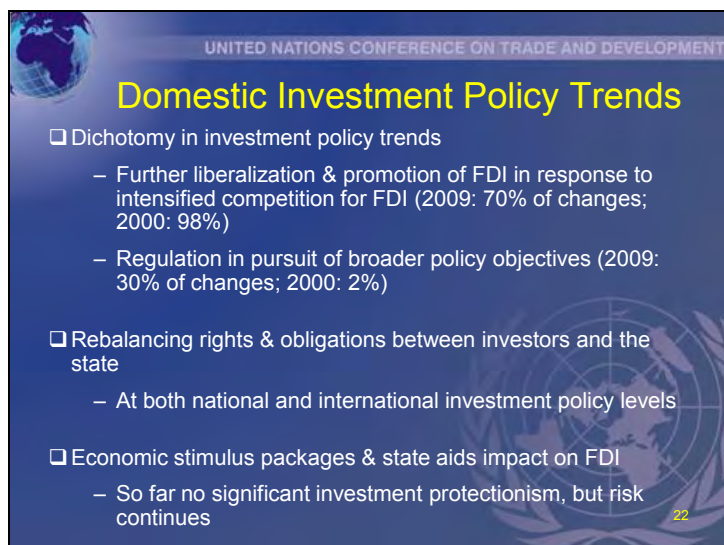 UNITED NATIONS CONFERENCE ON TRADE AND DEVELOPMENT
Domestic Investment Policy Trends
❑ Dichotomy in investment policy trends
– Further liberalization & promotion of FDI in response to
intensified competition for FDI (2009: 70% of changes;
2000: 98%)
– Regulation in pursuit of broader policy objectives (2009:
30% of changes; 2000: 2%)
❑ Rebalancing rights & obligations between investors and the
state
– At both national and international investment policy levels
❑ Economic stimulus packages & state aids impact on FDI
– So far no significant investment protectionism, but risk
continues
22